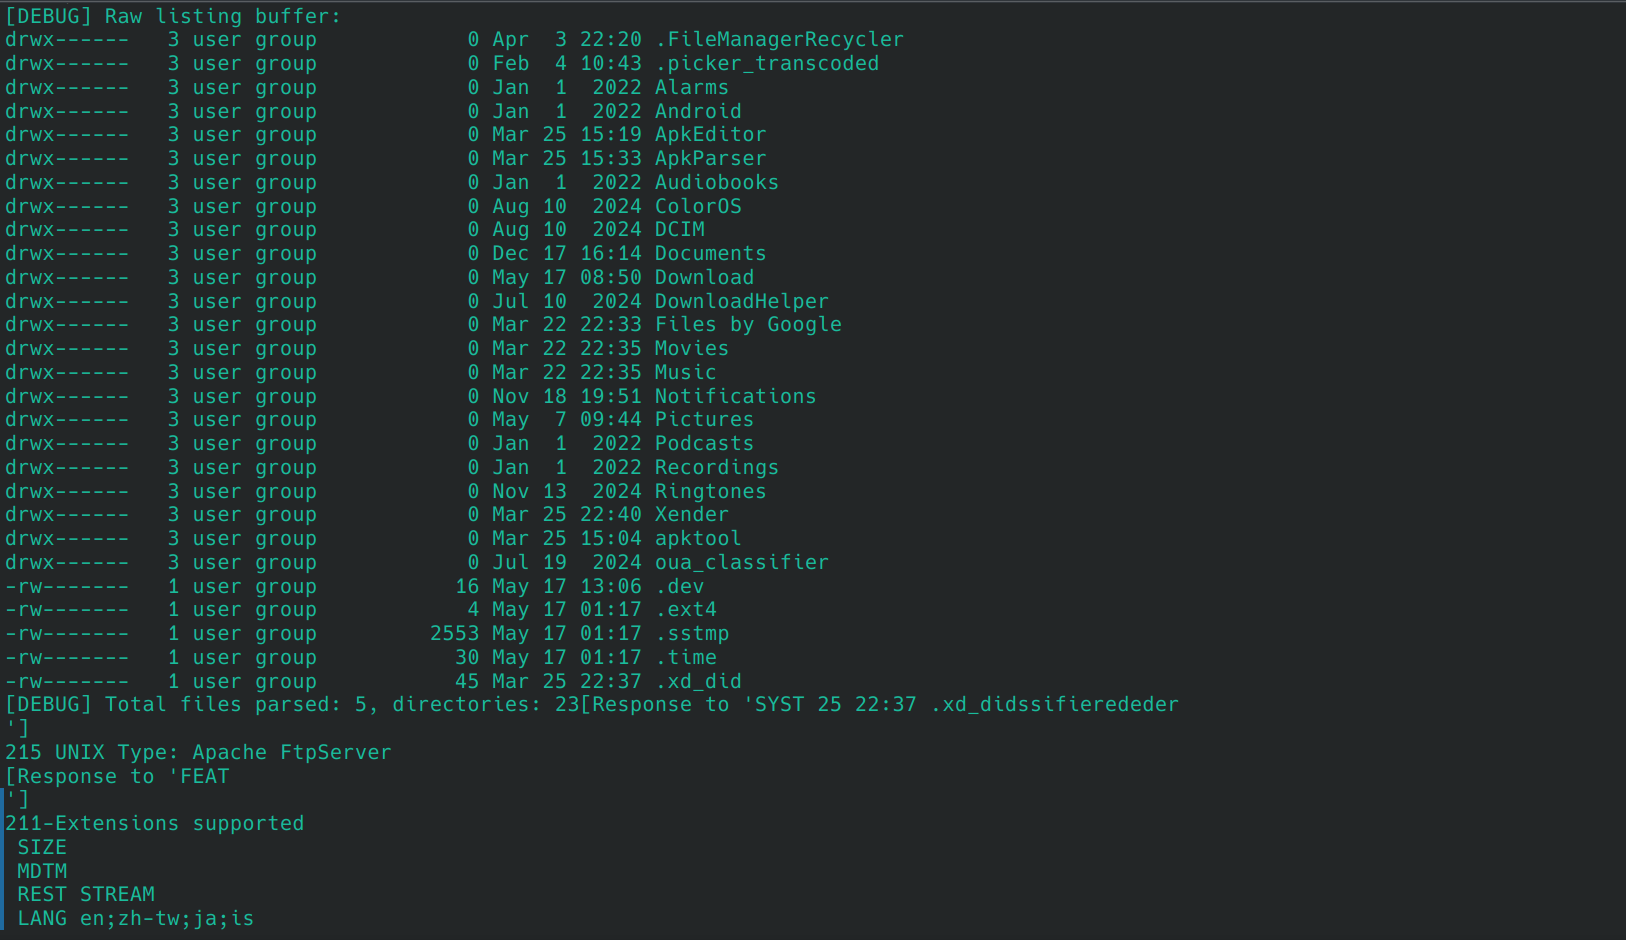 [DEBUG] Raw listing buffer:
drwx------   3 user group            0 Apr  3 22:20 .FileManagerRecycler
drwx------   3 user group            0 Feb  4 10:43 .picker_transcoded
drwx------   3 user group            0 Jan  1  2022 Alarms
drwx------   3 user group            0 Jan  1  2022 Android
drwx------   3 user group            0 Mar 25 15:19 ApkEditor
drwx------   3 user group            0 Mar 25 15:33 ApkParser
drwx------   3 user group            0 Jan  1  2022 Audiobooks
drwx------   3 user group            0 Aug 10  2024 ColorOS
drwx------   3 user group            0 Aug 10  2024 DCIM
drwx------   3 user group            0 Dec 17 16:14 Documents
drwx------   3 user group            0 May 17 08:50 Download
drwx------   3 user group            0 Jul 10  2024 DownloadHelper
drwx------   3 user group            0 Mar 22 22:33 Files by Google
drwx------   3 user group            0 Mar 22 22:35 Movies
drwx------   3 user group            0 Mar 22 22:35 Music
drwx------   3 user group            0 Nov 18 19:51 Notifications
drwx------   3 user group            0 May  7 09:44 Pictures
drwx------   3 user group            0 Jan  1  2022 Podcasts
drwx------   3 user group            0 Jan  1  2022 Recordings
drwx------   3 user group            0 Nov 13  2024 Ringtones
drwx------   3 user group            0 Mar 25 22:40 Xender
drwx------   3 user group            0 Mar 25 15:04 apktool
drwx------   3 user group            0 Jul 19  2024 oua_classifier
-rw-------   1 user group           16 May 17 13:06 .dev
-rw-------   1 user group            4 May 17 01:17 .ext4
-rw-------   1 user group         2553 May 17 01:17 .sstmp
-rw-------   1 user group           30 May 17 01:17 .time
-rw-------   1 user group           45 Mar 25 22:37 .xd_did
[DEBUG] Total files parsed: 5, directories: 23[Response to 'SYST 25 22:37 .xd_didssifierededer
']
215 UNIX Type: Apache FtpServer
[Response to 'FEAT
']
211-Extensions supported
 SIZE
 MDTM
 REST STREAM
 LANG en;zh-tw;ja;is